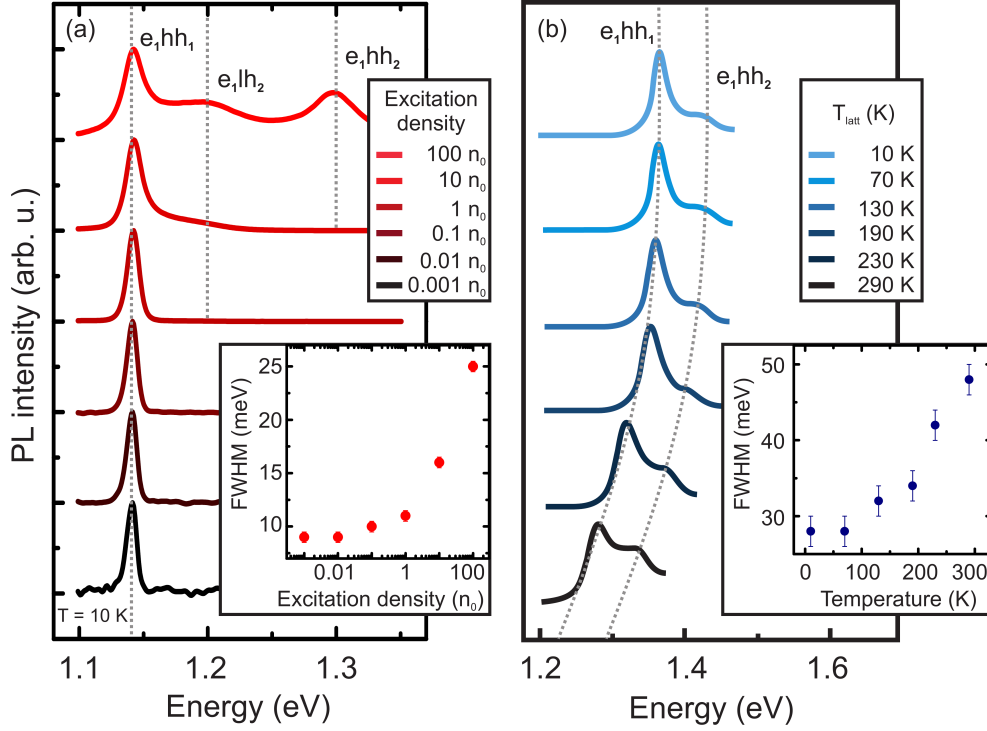 (a)
e₁hh₁
e₁lh₂
e₁hh₂
Excitation
density
100 n₀
10 n₀
1 n₀
0.1 n₀
0.01 n₀
0.001 n₀
PL intensity (arb. u.)
T = 10 K
1.1
1.2
1.3
Energy (eV)
25
20
15
10
FWHM (meV)
0.01
1
100
Excitation density (n₀)
(b)
e₁hh₁
e₁hh₂
T_latt (K)
10 K
70 K
130 K
190 K
230 K
290 K
1.2
1.4
1.6
Energy (eV)
50
40
30
FWHM (meV)
0
100
200
300
Temperature (K)